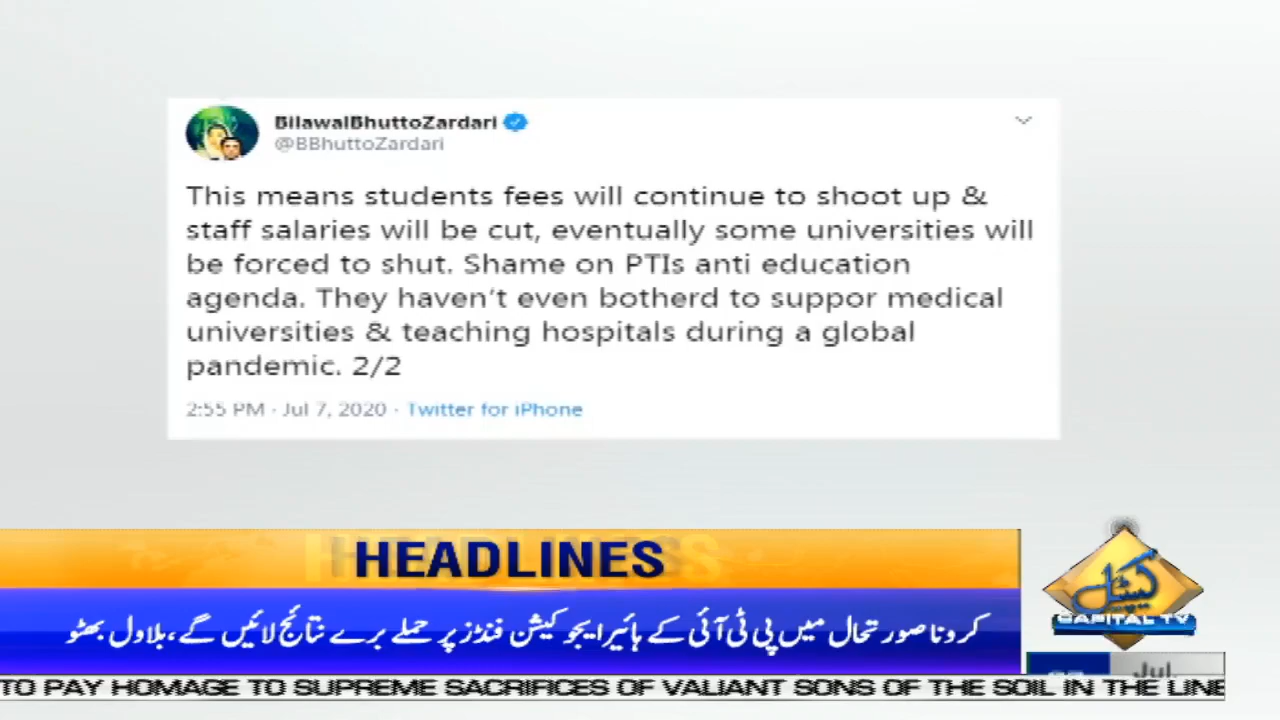 BilawalBhuttoZardari
@BBhuttoZardari
This means students fees will continue to shoot up &
staff salaries will be cut, eventually some universities will
be forced to shut. Shame on PTIs anti education
agenda. They haven't even botherd to suppor medical
universities & teaching hospitals during a global
pandemic. 2/2
2:55 PM · Jul 7, 2020 · Twitter for iPhone
HEADLINES
کرونا صورتحال میں پی ٹی آئی کے ہائیر ایجوکیشن فنڈز پر حملے برے نتائج لائیں گے، بلاول بھٹو
کیپیٹل
CAPITAL TV
Jul.
TO PAY HOMAGE TO SUPREME SACRIFICES OF VALIANT SONS OF THE SOIL IN THE LINE